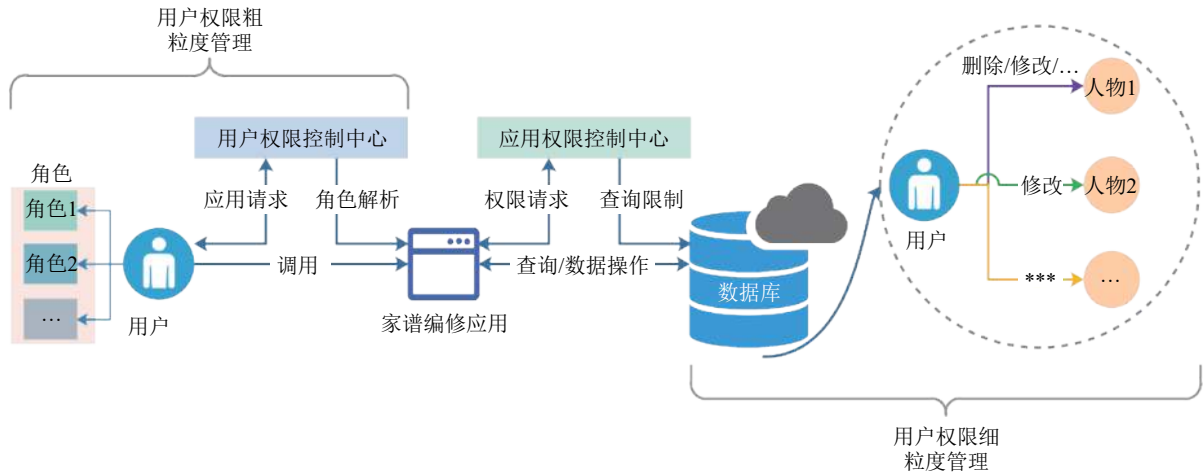 用户权限粗
粒度管理
用户权限控制中心
应用权限控制中心
角色
角色1
角色2
…
用户
应用请求
角色解析
调用
家谱编修应用
权限请求
查询限制
查询/数据操作
数据库
用户
删除/修改/…
人物1
修改
人物2
***
…
用户权限细
粒度管理